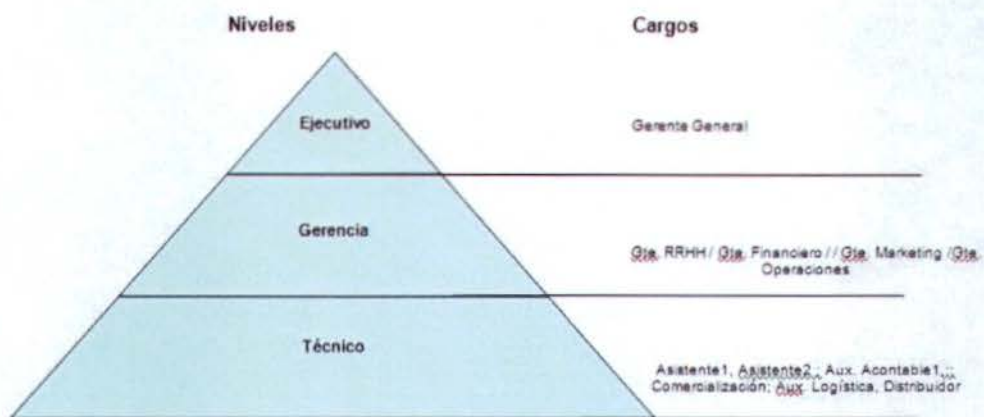 Niveles
Cargos
Ejecutivo
Gerente General
Gerencia
Gte. RRHH / Gte. Financiero / / Gte. Marketing /Gte.
Operaciones
Técnico
Asistente1, Asistente2 ; Aux. Acontable1, ;;
Comercialización; Aux. Logística, Distribuidor